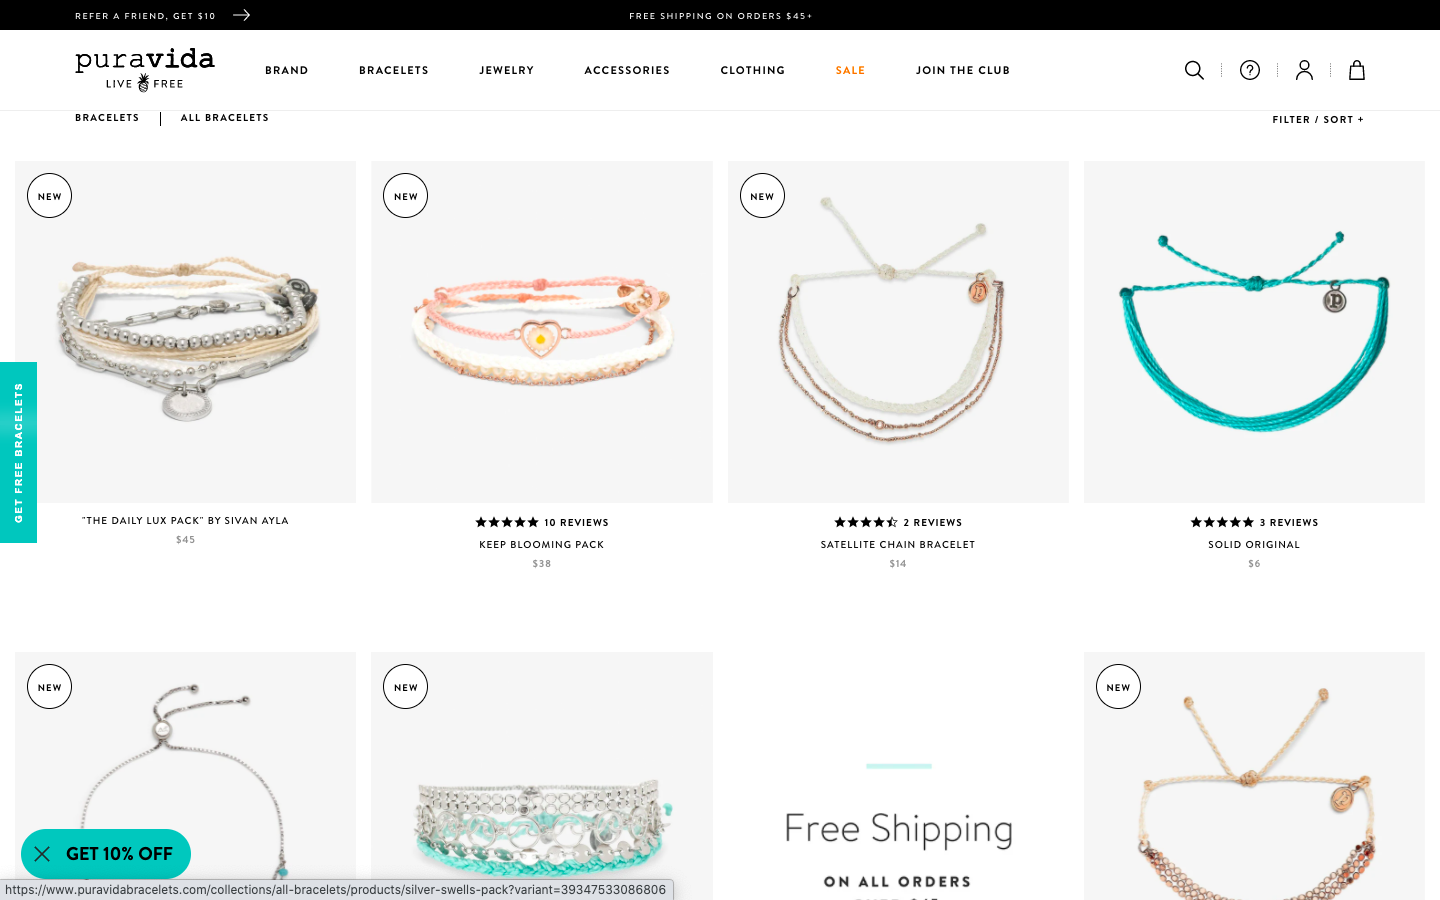 REFER A FRIEND, GET $10
FREE SHIPPING ON ORDERS $45+
puravida
LIVE FREE
BRAND
BRACELETS
JEWELRY
ACCESSORIES
CLOTHING
SALE
JOIN THE CLUB
BRACELETS
ALL BRACELETS
FILTER / SORT +
NEW
NEW
NEW
GET FREE BRACELETS
"THE DAILY LUX PACK" BY SIVAN AYLA
$45
10 REVIEWS
KEEP BLOOMING PACK
$38
2 REVIEWS
SATELLITE CHAIN BRACELET
$14
3 REVIEWS
SOLID ORIGINAL
$6
NEW
NEW
NEW
Free Shipping
ON ALL ORDERS
GET 10% OFF
https://www.puravidabracelets.com/collections/all-bracelets/products/silver-swells-pack?variant=39347533086806